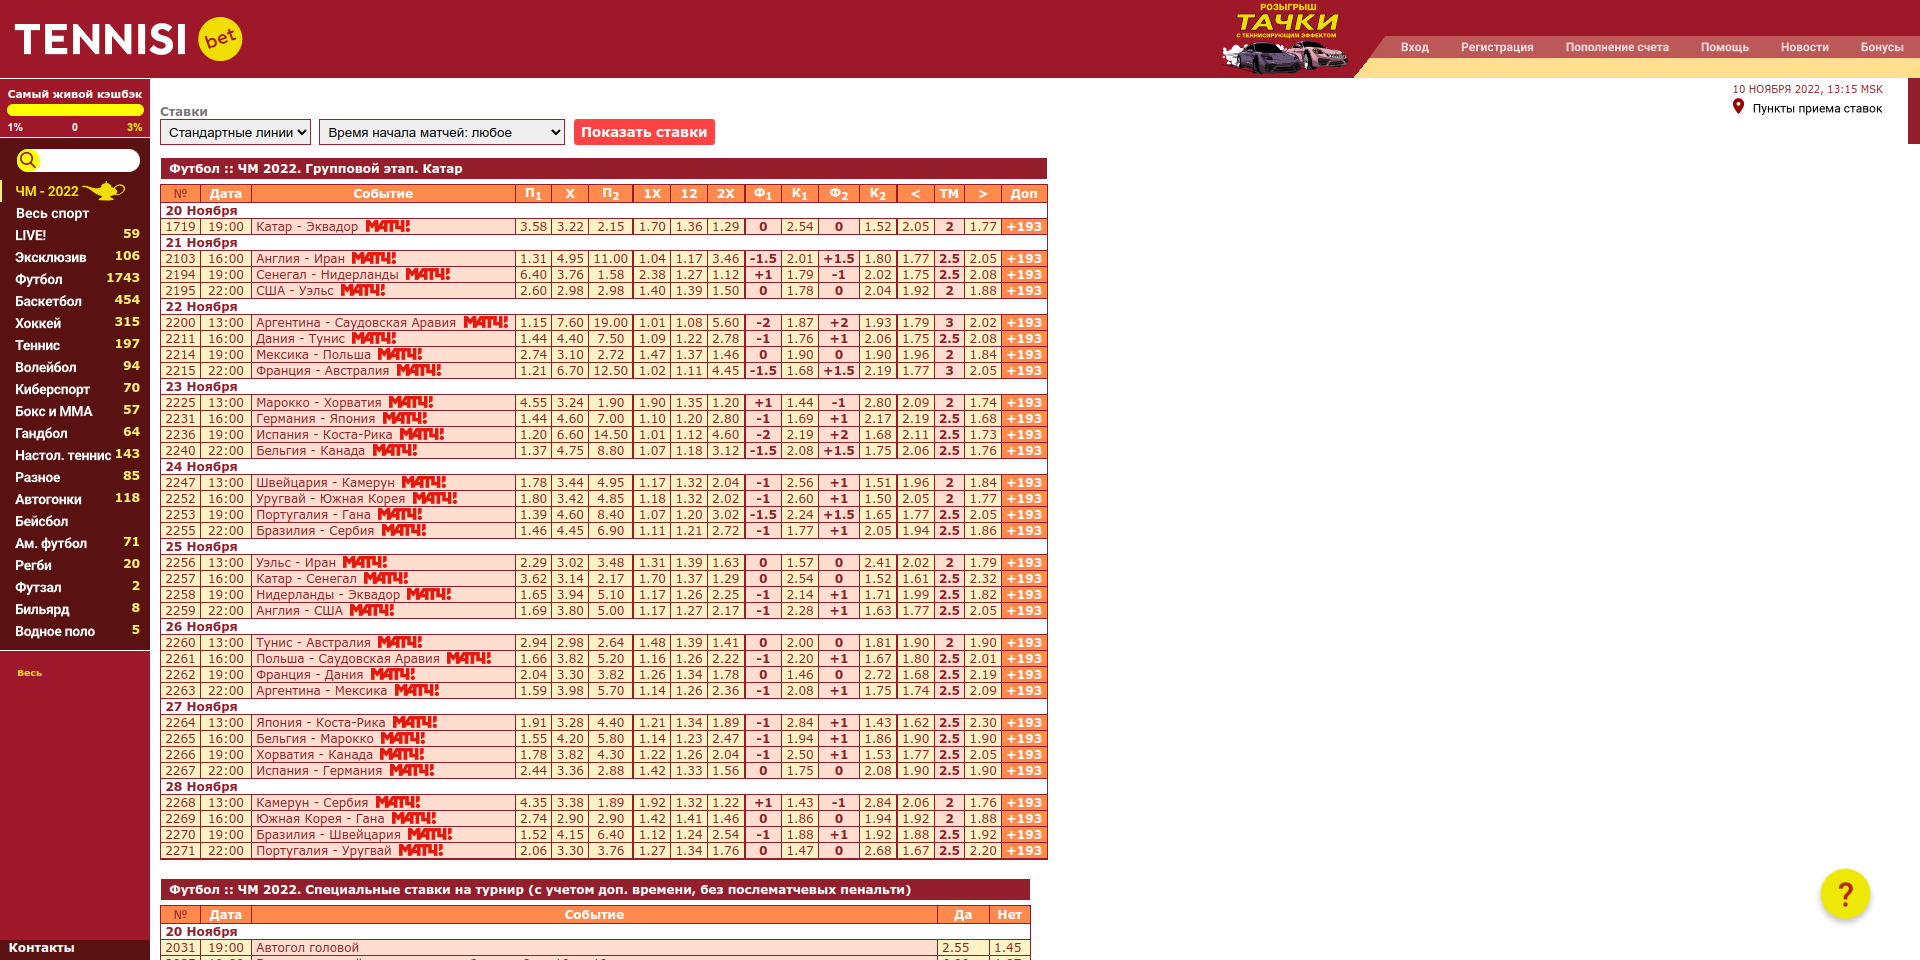 TENNISI bet
РОЗЫГРЫШ
ТАЧКИ
С ТЕННИСИРУЮЩИМ ЭФФЕКТОМ
Вход Регистрация Пополнение счета Помощь Новости Бонусы
10 НОЯБРЯ 2022, 13:15 MSK
Пункты приема ставок
Самый живой кэшбэк
1% 0 3%
ЧМ - 2022
Весь спорт
LIVE! 59
Эксклюзив 106
Футбол 1743
Баскетбол 454
Хоккей 315
Теннис 197
Волейбол 94
Киберспорт 70
Бокс и ММА 57
Гандбол 64
Настол. теннис 143
Разное 85
Автогонки 118
Бейсбол
Ам. футбол 71
Регби 20
Футзал 2
Бильярд 8
Водное поло 5
Весь
Контакты
Ставки
Стандартные линии Время начала матчей: любое Показать ставки
Футбол :: ЧМ 2022. Групповой этап. Катар
№ Дата Событие П1 X П2 1X 12 2X Ф1 К1 Ф2 К2 < ТМ > Доп
20 Ноября
1719 19:00 Катар - Эквадор МАТЧ! 3.58 3.22 2.15 1.70 1.36 1.29 0 2.54 0 1.52 2.05 2 1.77 +193
21 Ноября
2103 16:00 Англия - Иран МАТЧ! 1.31 4.95 11.00 1.04 1.17 3.46 -1.5 2.01 +1.5 1.80 1.77 2.5 2.05 +193
2194 19:00 Сенегал - Нидерланды МАТЧ! 6.40 3.76 1.58 2.38 1.27 1.12 +1 1.79 -1 2.02 1.75 2.5 2.08 +193
2195 22:00 США - Уэльс МАТЧ! 2.60 2.98 2.98 1.40 1.39 1.50 0 1.78 0 2.04 1.92 2 1.88 +193
22 Ноября
2200 13:00 Аргентина - Саудовская Аравия МАТЧ! 1.15 7.60 19.00 1.01 1.08 5.60 -2 1.87 +2 1.93 1.79 3 2.02 +193
2211 16:00 Дания - Тунис МАТЧ! 1.44 4.40 7.50 1.09 1.22 2.78 -1 1.76 +1 2.06 1.75 2.5 2.08 +193
2214 19:00 Мексика - Польша МАТЧ! 2.74 3.10 2.72 1.47 1.37 1.46 0 1.90 0 1.90 1.96 2 1.84 +193
2215 22:00 Франция - Австралия МАТЧ! 1.21 6.70 12.50 1.02 1.11 4.45 -1.5 1.68 +1.5 2.19 1.77 3 2.05 +193
23 Ноября
2225 13:00 Марокко - Хорватия МАТЧ! 4.55 3.24 1.90 1.90 1.35 1.20 +1 1.44 -1 2.80 2.09 2 1.74 +193
2231 16:00 Германия - Япония МАТЧ! 1.44 4.60 7.00 1.10 1.20 2.80 -1 1.69 +1 2.17 2.19 2.5 1.68 +193
2236 19:00 Испания - Коста-Рика МАТЧ! 1.20 6.60 14.50 1.01 1.12 4.60 -2 2.19 +2 1.68 2.11 2.5 1.73 +193
2240 22:00 Бельгия - Канада МАТЧ! 1.37 4.75 8.80 1.07 1.18 3.12 -1.5 2.08 +1.5 1.75 2.06 2.5 1.76 +193
24 Ноября
2247 13:00 Швейцария - Камерун МАТЧ! 1.78 3.44 4.95 1.17 1.32 2.04 -1 2.56 +1 1.51 1.96 2 1.84 +193
2252 16:00 Уругвай - Южная Корея МАТЧ! 1.80 3.42 4.85 1.18 1.32 2.02 -1 2.60 +1 1.50 2.05 2 1.77 +193
2253 19:00 Португалия - Гана МАТЧ! 1.39 4.60 8.40 1.07 1.20 3.02 -1.5 2.24 +1.5 1.65 1.77 2.5 2.05 +193
2255 22:00 Бразилия - Сербия МАТЧ! 1.46 4.45 6.90 1.11 1.21 2.72 -1 1.77 +1 2.05 1.94 2.5 1.86 +193
25 Ноября
2256 13:00 Уэльс - Иран МАТЧ! 2.29 3.02 3.48 1.31 1.39 1.63 0 1.57 0 2.41 2.02 2 1.79 +193
2257 16:00 Катар - Сенегал МАТЧ! 3.62 3.14 2.17 1.70 1.37 1.29 0 2.54 0 1.52 1.61 2.5 2.32 +193
2258 19:00 Нидерланды - Эквадор МАТЧ! 1.65 3.94 5.10 1.17 1.26 2.25 -1 2.14 +1 1.71 1.99 2.5 1.82 +193
2259 22:00 Англия - США МАТЧ! 1.69 3.80 5.00 1.17 1.27 2.17 -1 2.28 +1 1.63 1.77 2.5 2.05 +193
26 Ноября
2260 13:00 Тунис - Австралия МАТЧ! 2.94 2.98 2.64 1.48 1.39 1.41 0 2.00 0 1.81 1.90 2 1.90 +193
2261 16:00 Польша - Саудовская Аравия МАТЧ! 1.66 3.82 5.20 1.16 1.26 2.22 -1 2.20 +1 1.67 1.80 2.5 2.01 +193
2262 19:00 Франция - Дания МАТЧ! 2.04 3.30 3.82 1.26 1.34 1.78 0 1.46 0 2.72 1.68 2.5 2.19 +193
2263 22:00 Аргентина - Мексика МАТЧ! 1.59 3.98 5.70 1.14 1.26 2.36 -1 2.08 +1 1.75 1.74 2.5 2.09 +193
27 Ноября
2264 13:00 Япония - Коста-Рика МАТЧ! 1.91 3.28 4.40 1.21 1.34 1.89 -1 2.84 +1 1.43 1.62 2.5 2.30 +193
2265 16:00 Бельгия - Марокко МАТЧ! 1.55 4.20 5.80 1.14 1.23 2.47 -1 1.94 +1 1.86 1.90 2.5 1.90 +193
2266 19:00 Хорватия - Канада МАТЧ! 1.78 3.82 4.30 1.22 1.26 2.04 -1 2.50 +1 1.53 1.77 2.5 2.05 +193
2267 22:00 Испания - Германия МАТЧ! 2.44 3.36 2.88 1.42 1.33 1.56 0 1.75 0 2.08 1.90 2.5 1.90 +193
28 Ноября
2268 13:00 Камерун - Сербия МАТЧ! 4.35 3.38 1.89 1.92 1.32 1.22 +1 1.43 -1 2.84 2.06 2 1.76 +193
2269 16:00 Южная Корея - Гана МАТЧ! 2.74 2.90 2.90 1.42 1.41 1.46 0 1.86 0 1.94 1.92 2 1.88 +193
2270 19:00 Бразилия - Швейцария МАТЧ! 1.52 4.15 6.40 1.12 1.24 2.54 -1 1.88 +1 1.92 1.88 2.5 1.92 +193
2271 22:00 Португалия - Уругвай МАТЧ! 2.06 3.30 3.76 1.27 1.34 1.76 0 1.47 0 2.68 1.67 2.5 2.20 +193
Футбол :: ЧМ 2022. Специальные ставки на турнир (с учетом доп. времени, без послематчевых пенальти)
№ Дата Событие Да Нет
20 Ноября
2031 19:00 Автогол головой 2.55 1.45
?